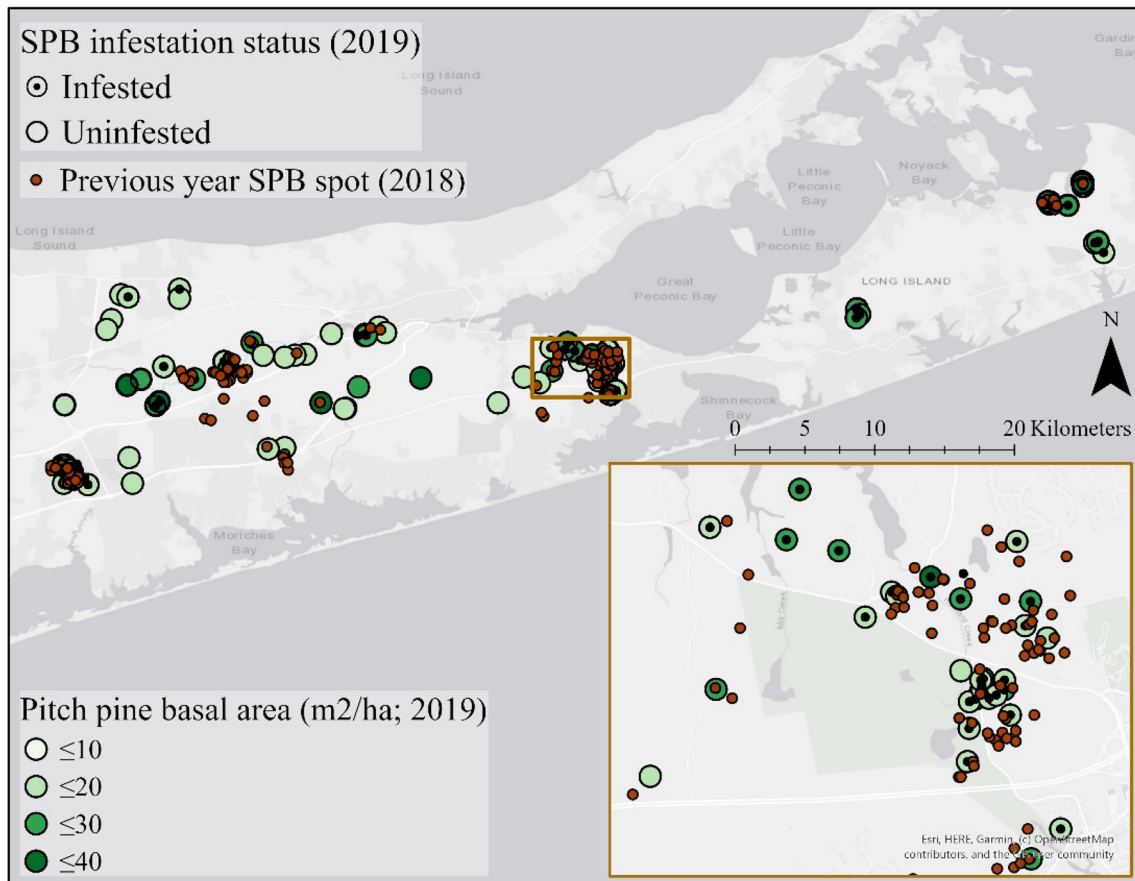 SPB infestation status (2019)
Infested
Uninfested
Previous year SPB spot (2018)
Long Island
Sound
Gardin
Ba
Noyack
Bay
Little
Peconic
Bay
Long Island
Sound
Little
Peconic Bay
Great
Peconic Bay
LONG ISLAND
N
Shinnecock
Bay
0 5 10 20 Kilometers
Moriches
Bay
Mill Creek
Pitch pine basal area (m2/ha; 2019)
≤10
≤20
≤30
≤40
Esri, HERE, Garmin, (c) OpenStreetMap
contributors, and the GIS user community